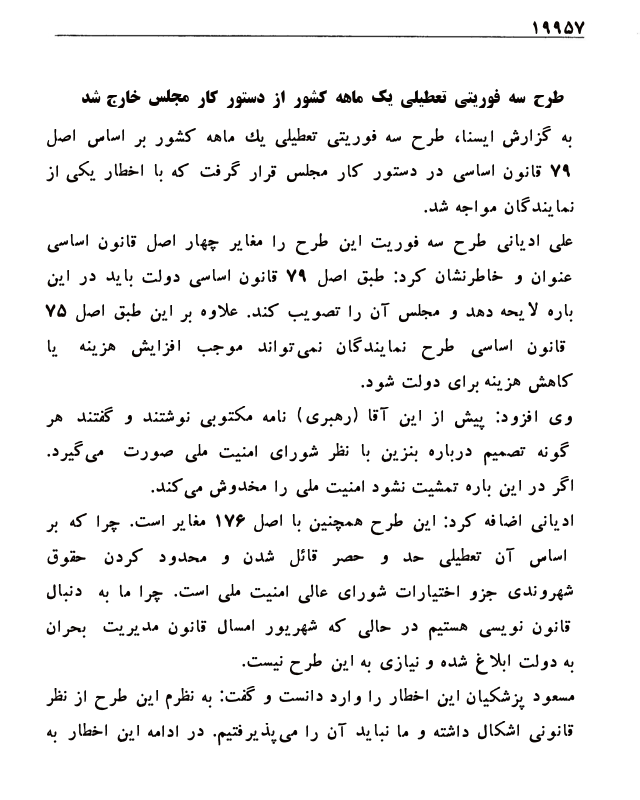 ۱۹۹۵۷
طرح سه فوریتی تعطیلی یک ماهه کشور از دستور کار مجلس خارج شد
به گزارش ایسنا، طرح سه فوریتی تعطیلی یك ماهه کشور بر اساس اصل
۷۹ قانون اساسی در دستور کار مجلس قرار گرفت که با اخطار یکی از
نمایندگان مواجه شد.
علی ادیانی طرح سه فوریت این طرح را مغایر چهار اصل قانون اساسی
عنوان و خاطرنشان کرد: طبق اصل ۷۹ قانون اساسی دولت باید در این
باره لایحه دهد و مجلس آن را تصویب کند. علاوه بر این طبق اصل ۷۵
قانون اساسی طرح نمایندگان نمی‌تواند موجب افزایش هزینه یا
کاهش هزینه برای دولت شود.
وی افزود: پیش از این آقا (رهبری) نامه مکتوبی نوشتند و گفتند هر
گونه تصمیم درباره بنزین با نظر شورای امنیت ملی صورت می‌گیرد.
اگر در این باره تمشیت نشود امنیت ملی را مخدوش می‌کند.
ادیانی اضافه کرد: این طرح همچنین با اصل ۱۷۶ مغایر است. چرا که بر
اساس آن تعطیلی حد و حصر قائل شدن و محدود کردن حقوق
شهروندی جزو اختیارات شورای عالی امنیت ملی است. چرا ما به دنبال
قانون نویسی هستیم در حالی که شهریور امسال قانون مدیریت بحران
به دولت ابلاغ شده و نیازی به این طرح نیست.
مسعود پزشکیان این اخطار را وارد دانست و گفت: به نظرم این طرح از نظر
قانونی اشکال داشته و ما نباید آن را می‌پذیرفتیم. در ادامه این اخطار به